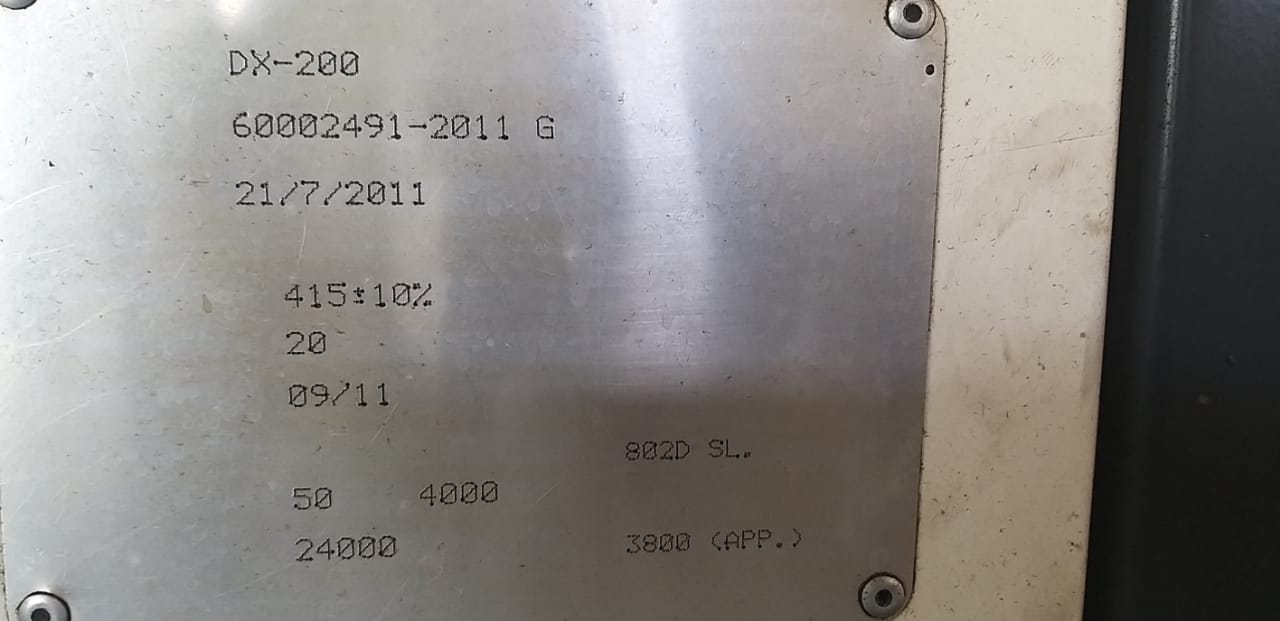 DX-200
60002491-2011 G
21/7/2011
415±10%
20
09/11
802D SL.
50 4000
24000 3800 (APP.)